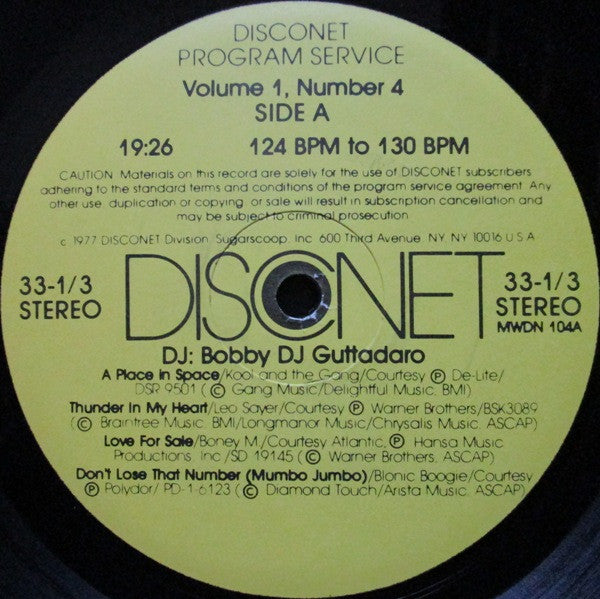 DISCONET
PROGRAM SERVICE
Volume 1, Number 4
SIDE A
19:26 124 BPM to 130 BPM
CAUTION: Materials on this record are solely for the use of DISCONET subscribers
adhering to the standard terms and conditions of the program service agreement. Any
other use, duplication or copying, or sale will result in subscription cancellation and
may be subject to criminal prosecution.
c 1977 DISCONET Division, Sugarscoop, Inc. 600 Third Avenue, NY, NY 10016 U.S.A.
33-1/3
STEREO
DISCONET
33-1/3
STEREO
MWDN 104A
DJ: Bobby DJ Guttadaro
A Place in Space/Kool and the Gang/Courtesy Ⓟ De-Lite/
DSR 9501 (Ⓒ Gang Music/Delightful Music, BMI)
Thunder In My Heart/Leo Sayer/Courtesy Ⓟ Warner Brothers/BSK3089
(Ⓒ Braintree Music, BMI/Longmanor Music/Chrysalis Music, ASCAP)
Love For Sale/Boney M./Courtesy Atlantic, Ⓟ Hansa Music
Productions, Inc/SD 19145 (Ⓒ Warner Brothers, ASCAP)
Don't Lose That Number (Mumbo Jumbo)/Bionic Boogie/Courtesy
Ⓟ Polydor/ PD-1-6123 (Ⓒ Diamond Touch/Arista Music, ASCAP)